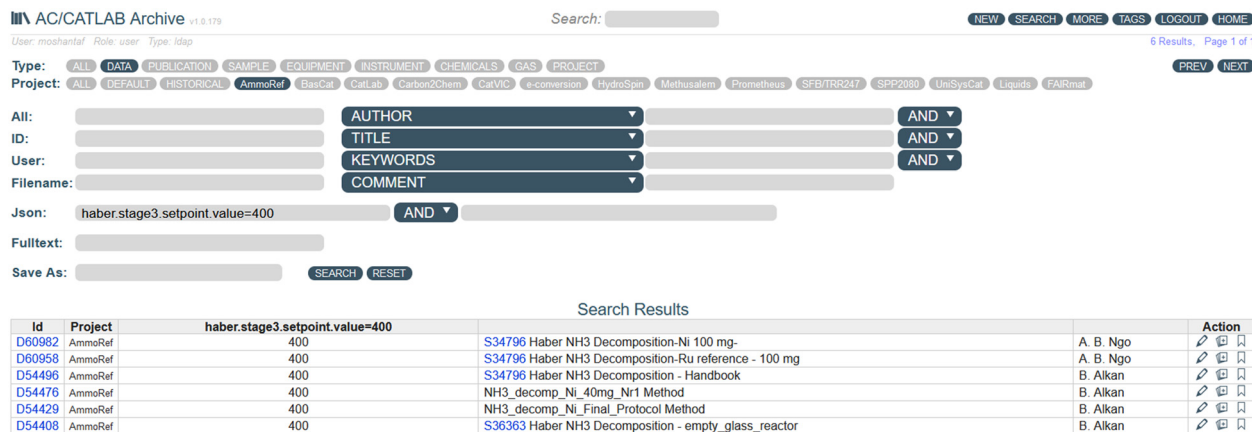 AC/CATLAB Archive v1.0.179 Search: NEW SEARCH MORE TAGS LOGOUT HOME
User: moshantaf Role: user Type: ldap 6 Results, Page 1 of 1
Type: ALL DATA PUBLICATION SAMPLE EQUIPMENT INSTRUMENT CHEMICALS GAS PROJECT PREV NEXT
Project: ALL DEFAULT HISTORICAL AmmoRef BasCat CatLab Carbon2Chem CatVIC e-conversion HydroSpin Methusalem Prometheus SFB/TRR247 SPP2080 UniSysCat Liquids FAIRmat
All: AUTHOR AND
ID: TITLE AND
User: KEYWORDS AND
Filename: COMMENT
Json: haber.stage3.setpoint.value=400 AND
Fulltext:
Save As: SEARCH RESET
Search Results
Id Project haber.stage3.setpoint.value=400 Action
D60982 AmmoRef 400 S34796 Haber NH3 Decomposition-Ni 100 mg- A. B. Ngo
D60958 AmmoRef 400 S34796 Haber NH3 Decomposition-Ru reference - 100 mg A. B. Ngo
D54496 AmmoRef 400 S34796 Haber NH3 Decomposition - Handbook B. Alkan
D54476 AmmoRef 400 NH3_decomp_Ni_40mg_Nr1 Method B. Alkan
D54429 AmmoRef 400 NH3_decomp_Ni_Final_Protocol Method B. Alkan
D54408 AmmoRef 400 S36363 Haber NH3 Decomposition - empty_glass_reactor B. Alkan